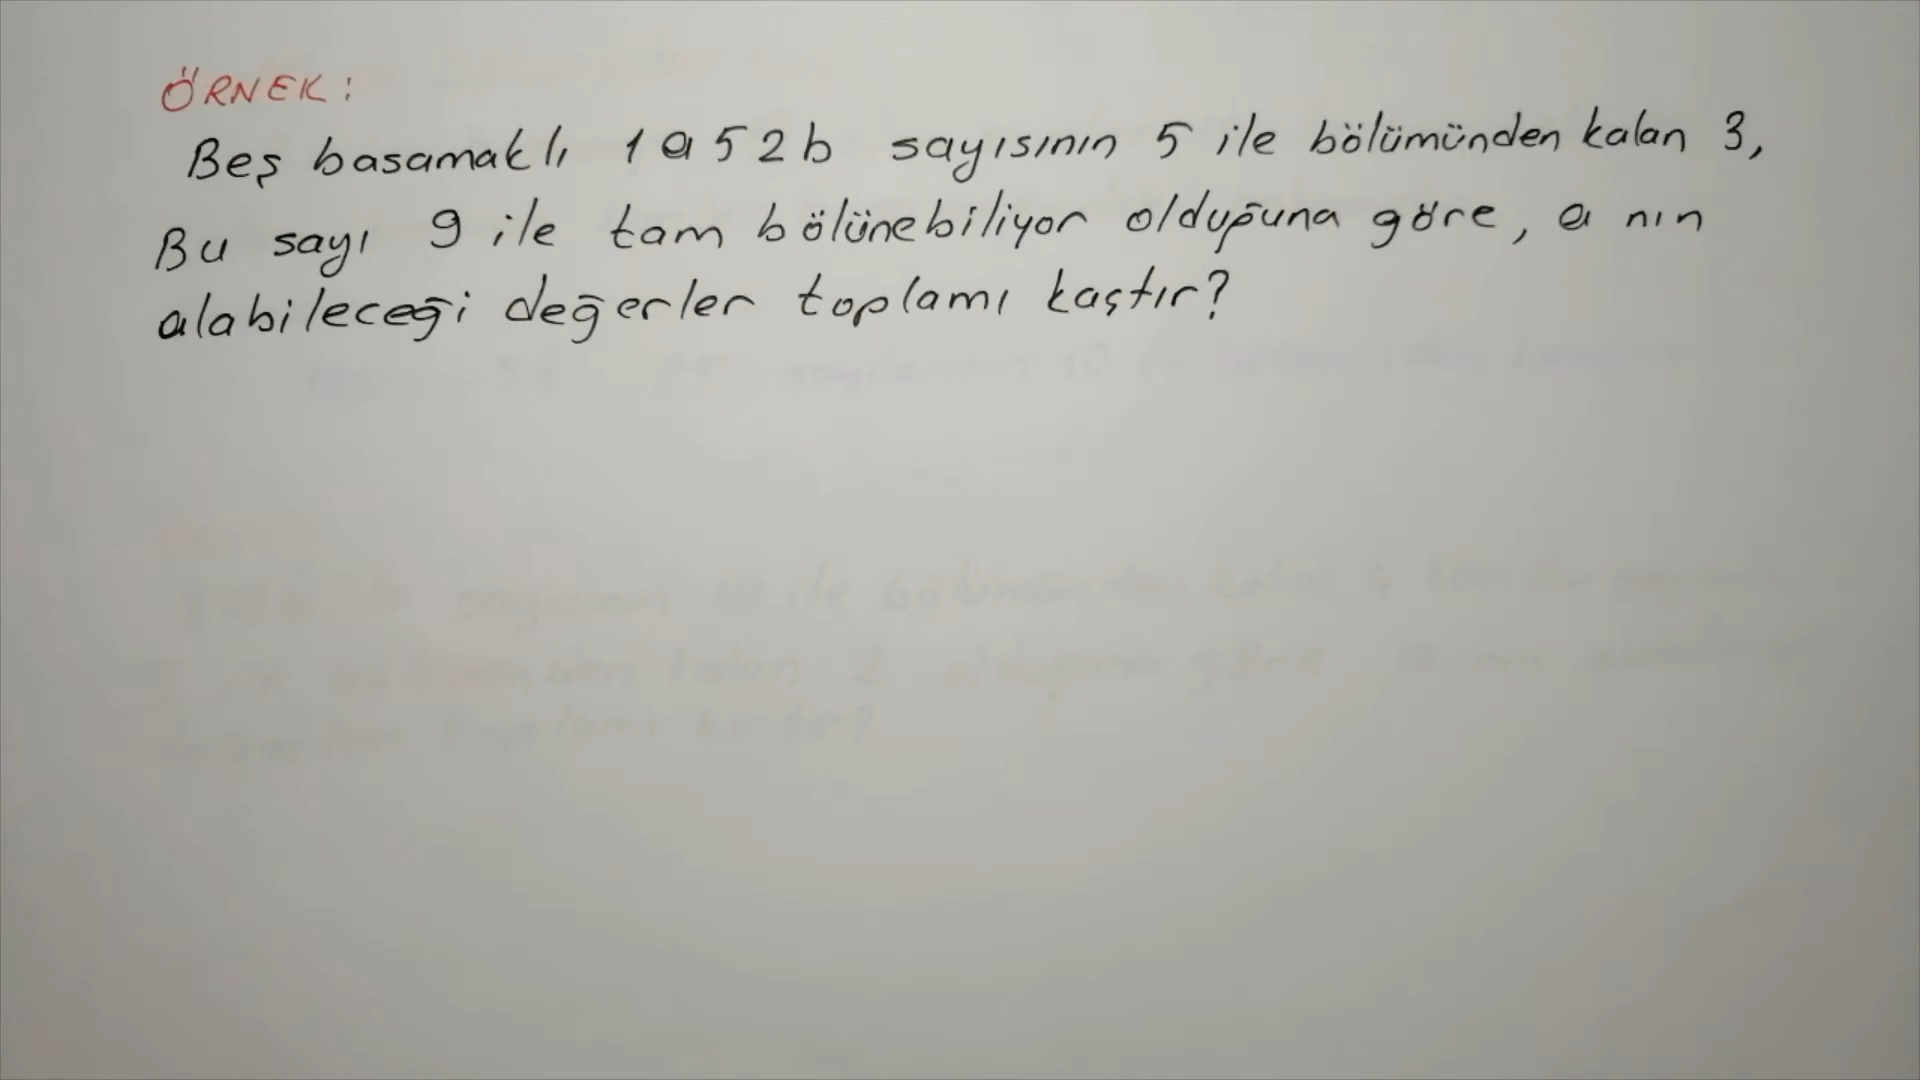 ÖRNEK:
Beş basamaklı 1a52b sayısının 5 ile bölümünden kalan 3,
Bu sayı 9 ile tam bölünebiliyor olduğuna göre, a nın
alabileceği değerler toplamı kaçtır?